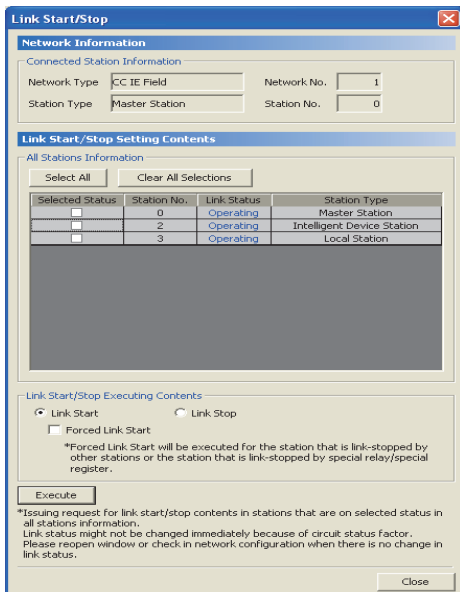 Link Start/Stop
Network Information
Connected Station Information
Network Type CC IE Field Network No. 1
Station Type Master Station Station No. 0
Link Start/Stop Setting Contents
All Stations Information
Select All Clear All Selections
Selected Status Station No. Link Status Station Type
0 Operating Master Station
2 Operating Intelligent Device Station
3 Operating Local Station
Link Start/Stop Executing Contents
Link Start Link Stop
Forced Link Start
*Forced Link Start will be executed for the station that is link-stopped by
other stations or the station that is link-stopped by special relay/special
register.
Execute
*Issuing request for link start/stop contents in stations that are on selected status in
all stations information.
Link status might not be changed immediately because of circuit status factor.
Please reopen window or check in network configuration when there is no change in
link status.
Close